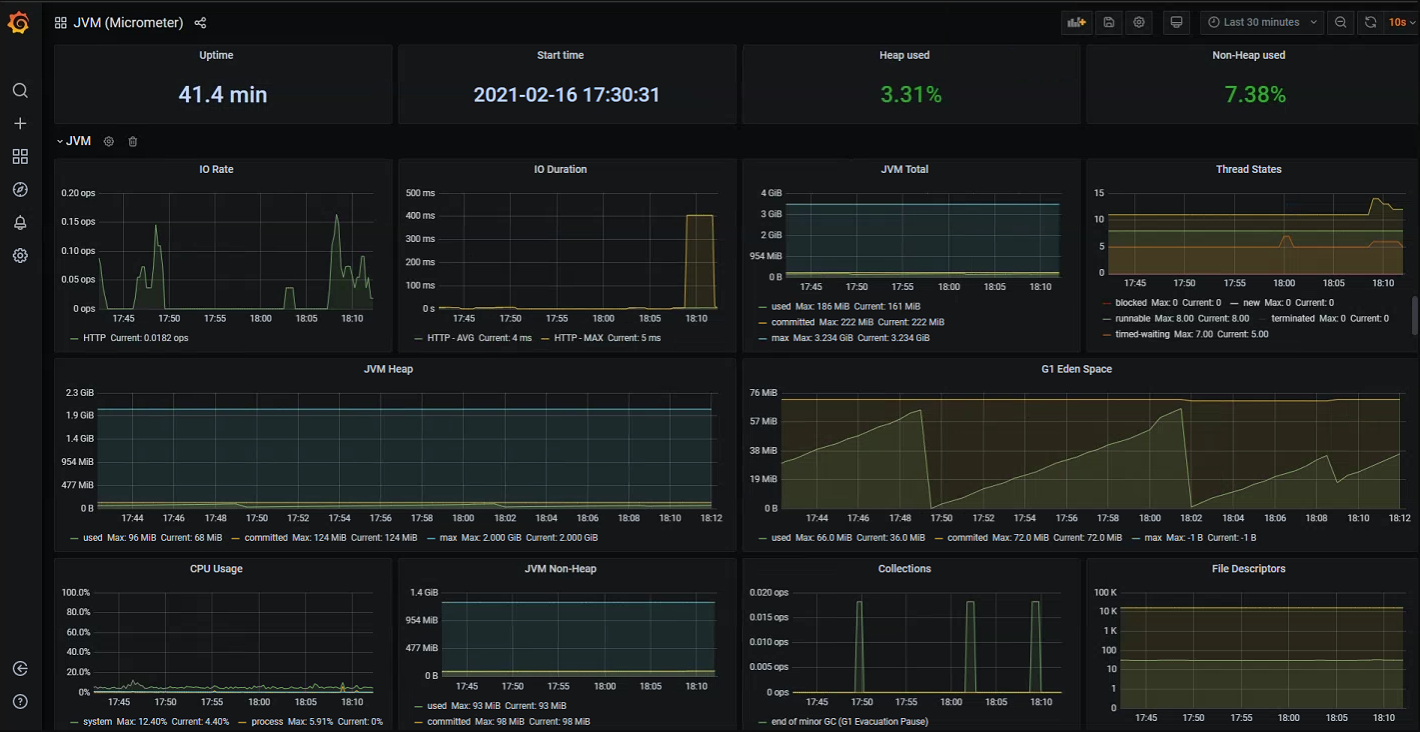 JVM (Micrometer)
Last 30 minutes
10s
Uptime
Start time
Heap used
Non-Heap used
41.4 min
2021-02-16 17:30:31
3.31%
7.38%
JVM
IO Rate
0.20 ops
0.15 ops
0.10 ops
0.05 ops
0 ops
17:45 17:50 17:55 18:00 18:05 18:10
HTTP Current: 0.0182 ops
IO Duration
500 ms
400 ms
300 ms
200 ms
100 ms
0 s
17:45 17:50 17:55 18:00 18:05 18:10
HTTP - AVG Current: 4 ms HTTP - MAX Current: 5 ms
JVM Total
4 GiB
3 GiB
2 GiB
954 MiB
0 B
17:45 17:50 17:55 18:00 18:05 18:10
used Max: 186 MiB Current: 161 MiB
committed Max: 222 MiB Current: 222 MiB
max Max: 3.234 GiB Current: 3.234 GiB
Thread States
15
10
5
0
17:45 17:50 17:55 18:00 18:05 18:10
blocked Max: 0 Current: 0 new Max: 0 Current: 0
runnable Max: 8.00 Current: 8.00 terminated Max: 0 Current: 0
timed-waiting Max: 7.00 Current: 5.00
JVM Heap
2.3 GiB
1.9 GiB
1.4 GiB
954 MiB
477 MiB
0 B
17:44 17:46 17:48 17:50 17:52 17:54 17:56 17:58 18:00 18:02 18:04 18:06 18:08 18:10 18:12
used Max: 96 MiB Current: 68 MiB committed Max: 124 MiB Current: 124 MiB max Max: 2.000 GiB Current: 2.000 GiB
G1 Eden Space
76 MiB
57 MiB
38 MiB
19 MiB
0 B
17:44 17:46 17:48 17:50 17:52 17:54 17:56 17:58 18:00 18:02 18:04 18:06 18:08 18:10 18:12
used Max: 66.0 MiB Current: 36.0 MiB commited Max: 72.0 MiB Current: 72.0 MiB max Max: -1 B Current: -1 B
CPU Usage
100.0%
80.0%
60.0%
40.0%
20.0%
0%
17:45 17:50 17:55 18:00 18:05 18:10
system Max: 12.40% Current: 4.40% process Max: 5.91% Current: 0%
JVM Non-Heap
1.4 GiB
954 MiB
477 MiB
0 B
17:45 17:50 17:55 18:00 18:05 18:10
used Max: 93 MiB Current: 93 MiB
committed Max: 98 MiB Current: 98 MiB
Collections
0.020 ops
0.015 ops
0.010 ops
0.005 ops
0 ops
17:45 17:50 17:55 18:00 18:05 18:10
end of minor GC (G1 Evacuation Pause)
File Descriptors
100 K
10 K
1 K
100
10
1
0
17:45 17:50 17:55 18:00 18:05 18:10